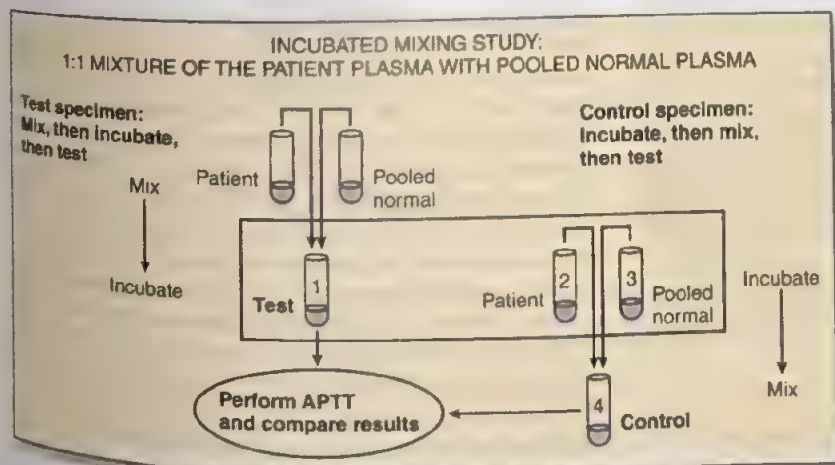 INCUBATED MIXING STUDY:
1:1 MIXTURE OF THE PATIENT PLASMA WITH POOLED NORMAL PLASMA
Test specimen:
Mix, then incubate,
then test
Control specimen:
Incubate, then mix,
then test
Patient
Pooled
normal
Mix
Incubate
1
Test
2
Patient
3
Pooled
normal
Incubate
Mix
Perform APTT
and compare results
4
Control